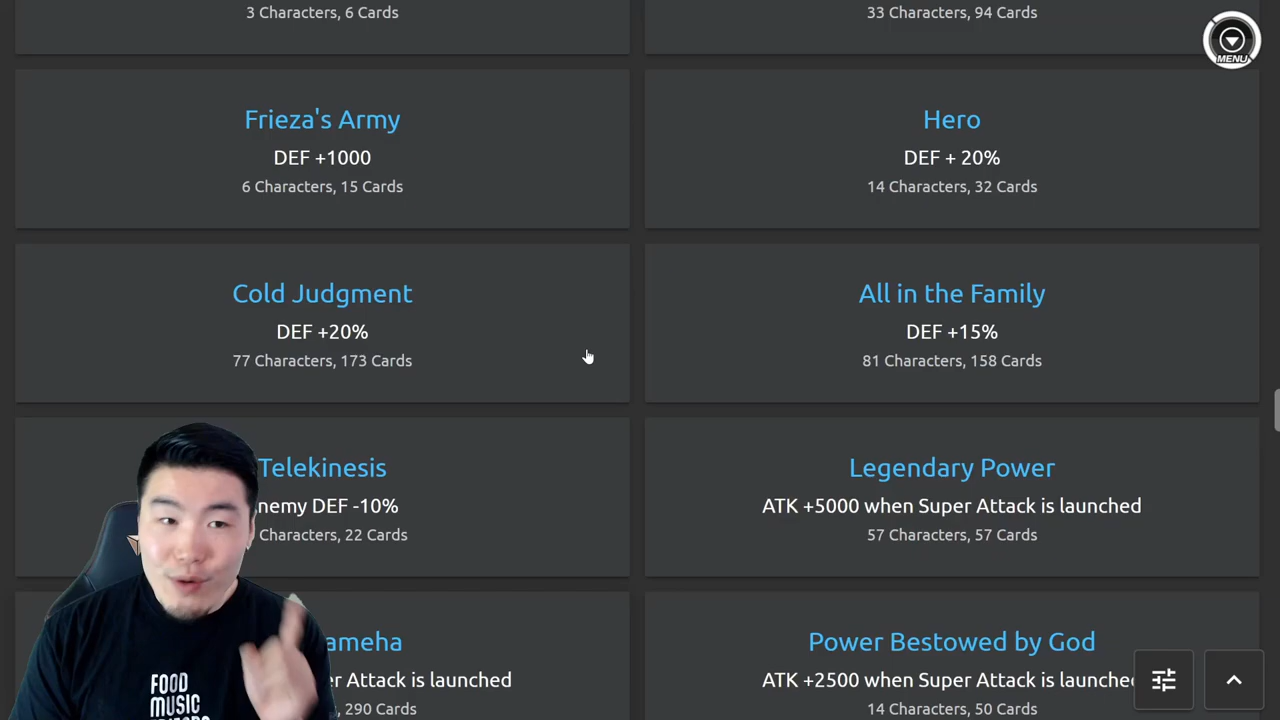 3 Characters, 6 Cards
33 Characters, 94 Cards
MENU
Frieza's Army
DEF +1000
6 Characters, 15 Cards
Hero
DEF + 20%
14 Characters, 32 Cards
Cold Judgment
DEF +20%
77 Characters, 173 Cards
All in the Family
DEF +15%
81 Characters, 158 Cards
Telekinesis
nemy DEF -10%
Characters, 22 Cards
Legendary Power
ATK +5000 when Super Attack is launched
57 Characters, 57 Cards
ameha
r Attack is launched
290 Cards
Power Bestowed by God
ATK +2500 when Super Attack is launched
14 Characters, 50 Cards
FOOD
MUSIC